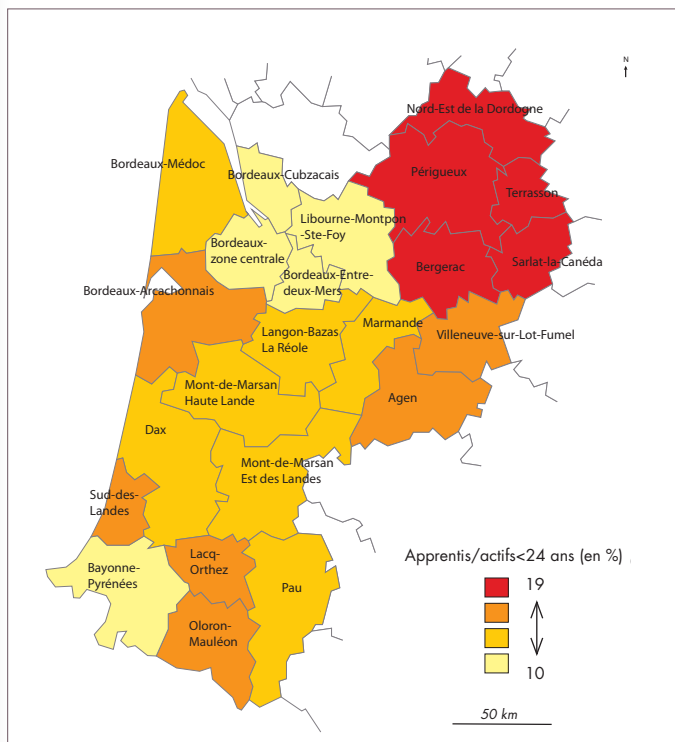 N
Nord-Est de la Dordogne
Bordeaux-Médoc
Bordeaux-Cubzacais
Périgueux
Terrasson
Libourne-Montpon
-Ste-Foy
Bordeaux-
zone centrale
Bordeaux-Entre-
deux-Mers
Bergerac
Sarlat-la-Canéda
Bordeaux-Arcachonnais
Langon-Bazas
La Réole
Marmande
Villeneuve-sur-Lot-Fumel
Mont-de-Marsan
Haute Lande
Agen
Dax
Mont-de-Marsan
Est des Landes
Sud-des-
Landes
Lacq-
Orthez
Bayonne-
Pyrénées
Pau
Oloron-
Mauléon
Apprentis/actifs<24 ans (en %)
19
10
50 km